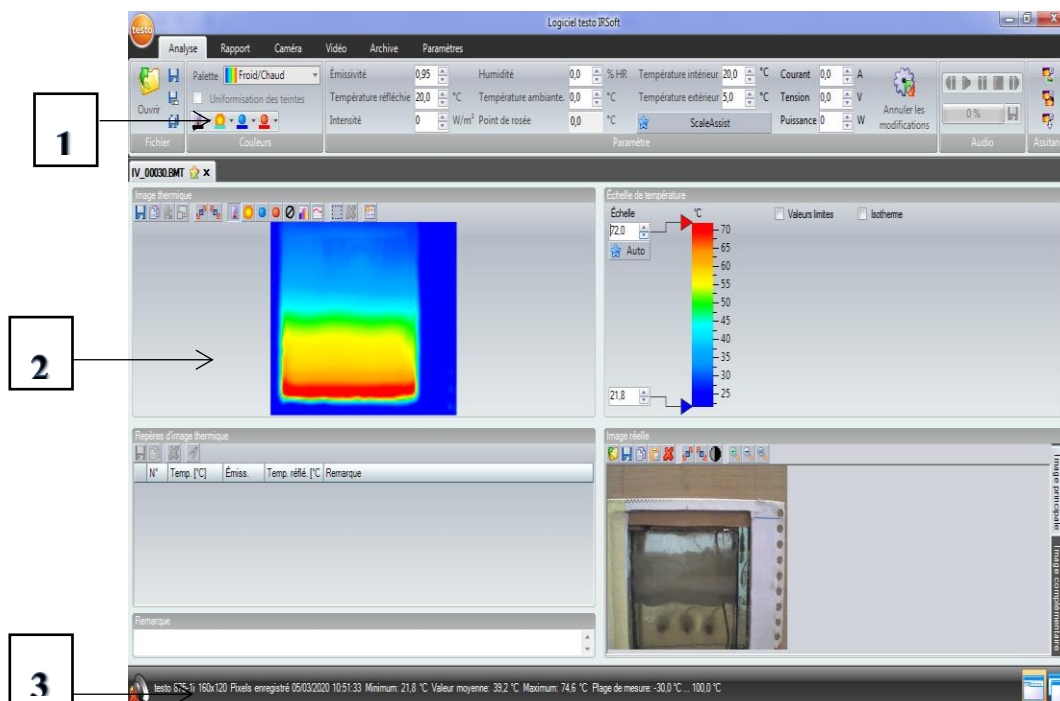 Logiciel testo IRSoft
testo
Analyse Rapport Caméra Vidéo Archive Paramètres
Palette Froid/Chaud Émissivité 0,95 Humidité 0,0 % HR Température intérieur 20,0 °C Courant 0,0 A
Ouvrir Uniformisation des teintes Température réfléchie 20,0 °C Température ambiante. 0,0 °C Température extérieur 5,0 °C Tension 0,0 V Annuler les modifications 0 %
Intensité 0 W/m² Point de rosée 0,0 °C ScaleAssist Puissance 0 W
Fichier Couleurs Paramètre Audio Assistan
1
IV_00030.BMT x
Image thermique
Échelle de température
Échelle °C Valeurs limites Isotherme
72,0
Auto
70
65
60
55
50
45
40
35
30
25
21,8
2
Repères d'image thermique
N° Temp. [°C] Émiss. Temp. réflé. [°C Remarque
Image réelle
Image principale
Image complémentaire
Remarque
3
testo 875-1i 160x120 Pixels enregistré 05/03/2020 10:51:33 Minimum: 21,8 °C Valeur moyenne: 39,2 °C Maximum: 74,6 °C Plage de mesure: -30,0 °C ... 100,0 °C